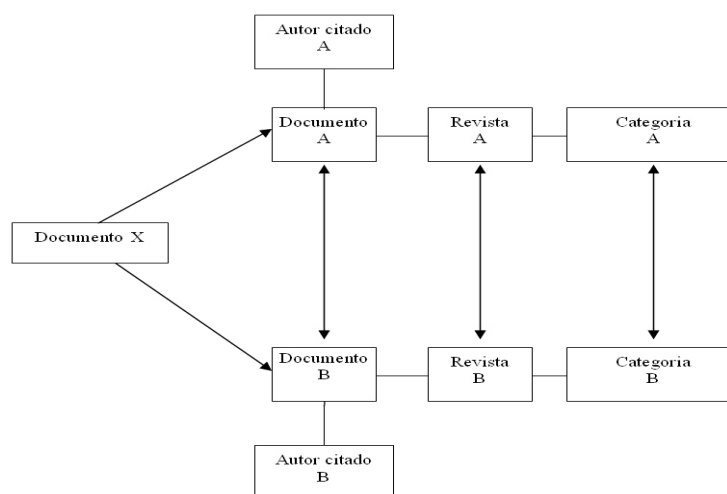 Autor citado
A
Documento
A
Revista
A
Categoria
A
Documento X
Documento
B
Revista
B
Categoria
B
Autor citado
B